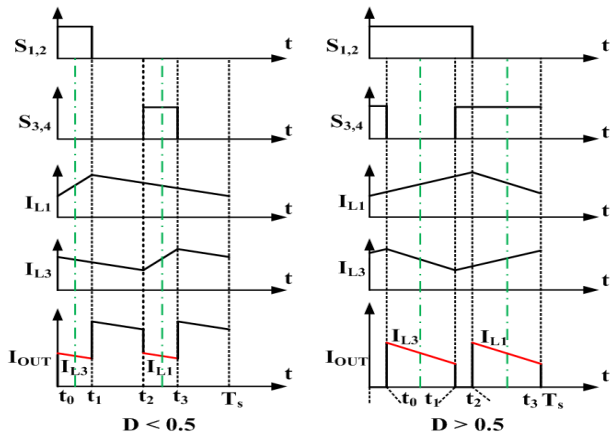 S1,2
t
S3,4
t
IL1
t
IL3
t
IOUT
IL3
IL1
t
t0 t1 t2 t3 Ts
D < 0.5
S1,2
t
S3,4
t
IL1
t
IL3
t
IOUT
IL3
IL1
t
t0 t1 t2 t3 Ts
D > 0.5